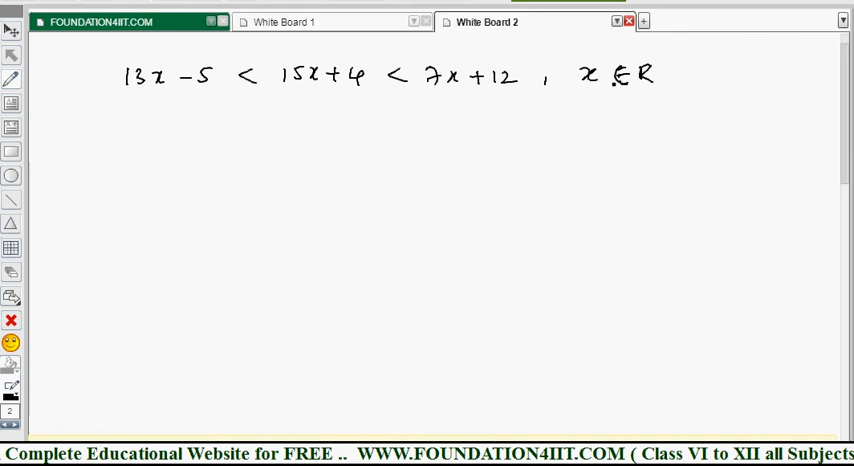 FOUNDATION4IIT.COM White Board 1 White Board 2
13x - 5 < 15x + 4 < 7x + 12 , x ∈ R
2
Complete Educational Website for FREE .. WWW.FOUNDATION4IIT.COM ( Class VI to XII all Subjects